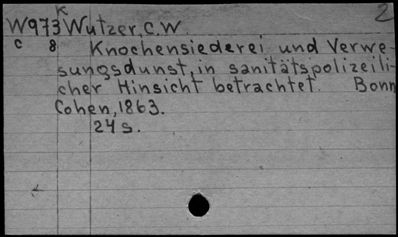 K 2
W973 Wutzer, C.W.
c 8 Knochensiederei und Verwe-
sungsdunst, in sanitätspolizeili-
cher Hinsicht betrachtet. Bonn
Cohen, 1863.
24 s.